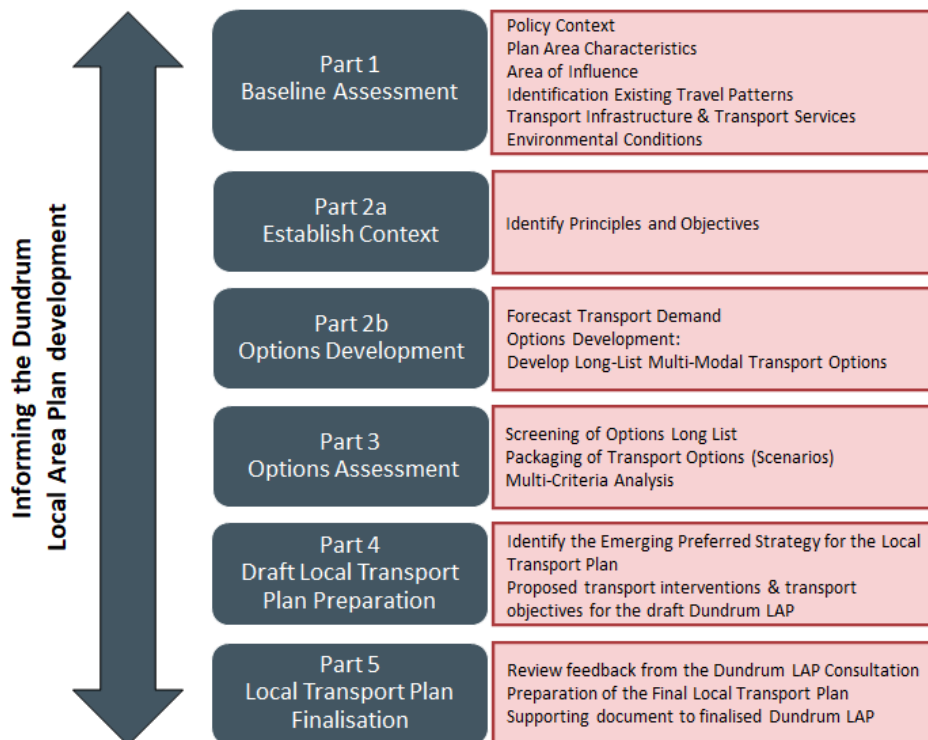 Informing the Dundrum
Local Area Plan development
Part 1
Baseline Assessment
Policy Context
Plan Area Characteristics
Area of Influence
Identification Existing Travel Patterns
Transport Infrastructure & Transport Services
Environmental Conditions
Part 2a
Establish Context
Identify Principles and Objectives
Part 2b
Options Development
Forecast Transport Demand
Options Development:
Develop Long-List Multi-Modal Transport Options
Part 3
Options Assessment
Screening of Options Long List
Packaging of Transport Options (Scenarios)
Multi-Criteria Analysis
Part 4
Draft Local Transport
Plan Preparation
Identify the Emerging Preferred Strategy for the Local
Transport Plan
Proposed transport interventions & transport
objectives for the draft Dundrum LAP
Part 5
Local Transport Plan
Finalisation
Review feedback from the Dundrum LAP Consultation
Preparation of the Final Local Transport Plan
Supporting document to finalised Dundrum LAP